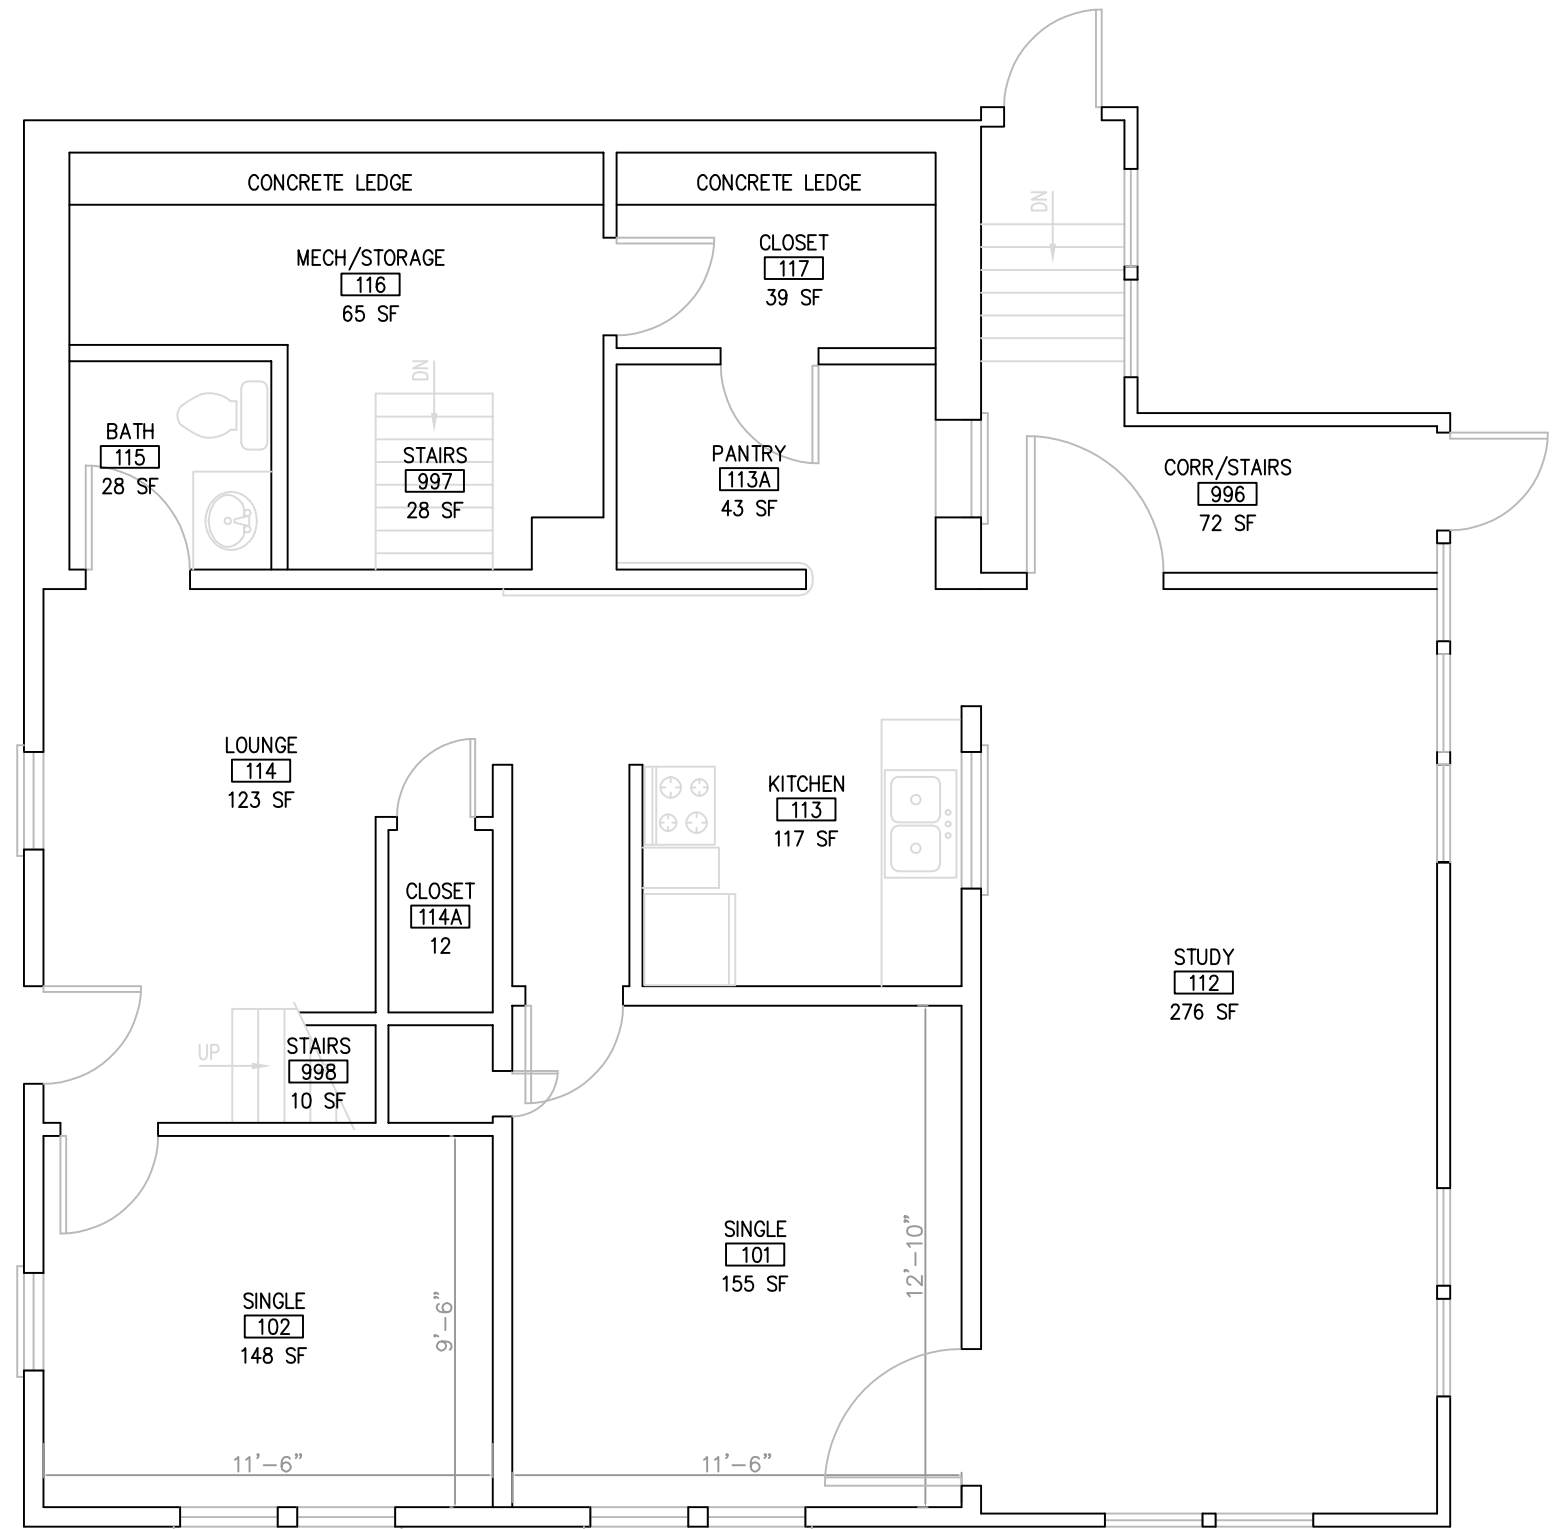 CONCRETE LEDGE
CONCRETE LEDGE
DN
MECH/STORAGE
116
65 SF
CLOSET
117
39 SF
DN
BATH
115
28 SF
STAIRS
997
28 SF
PANTRY
113A
43 SF
CORR/STAIRS
996
72 SF
LOUNGE
114
123 SF
KITCHEN
113
117 SF
CLOSET
114A
12
STUDY
112
276 SF
UP
STAIRS
998
10 SF
SINGLE
101
155 SF
12'-10"
SINGLE
102
148 SF
9'-6"
11'-6"
11'-6"